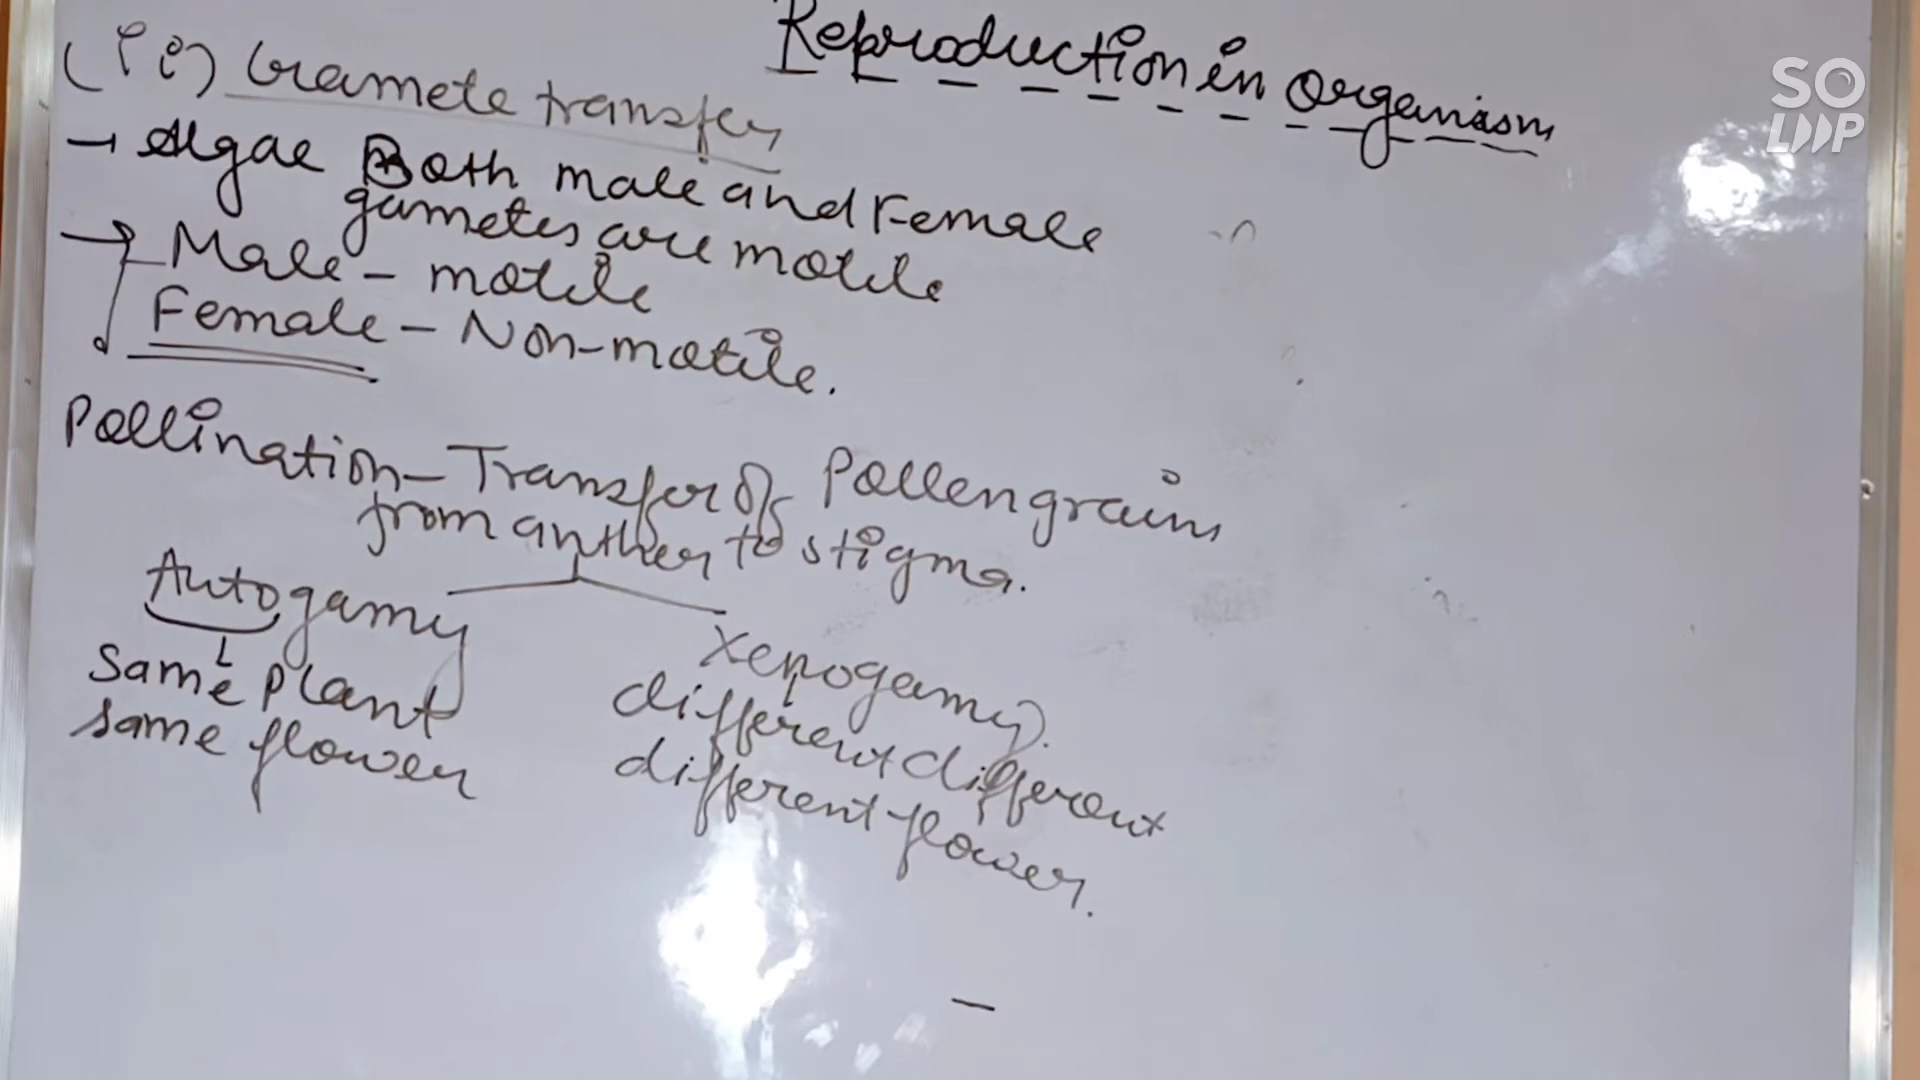 Reproduction in organism
(ii) Gamete transfer
→ Algae Both male and Female
gametes are motile
→ Male – motile
Female – Non-motile.
Pollination – Transfer of Pollen grains
from anther to stigma.
Autogamy
Same Plant
same flower
Xenogamy.
different different
different flower.
SO
LOOP